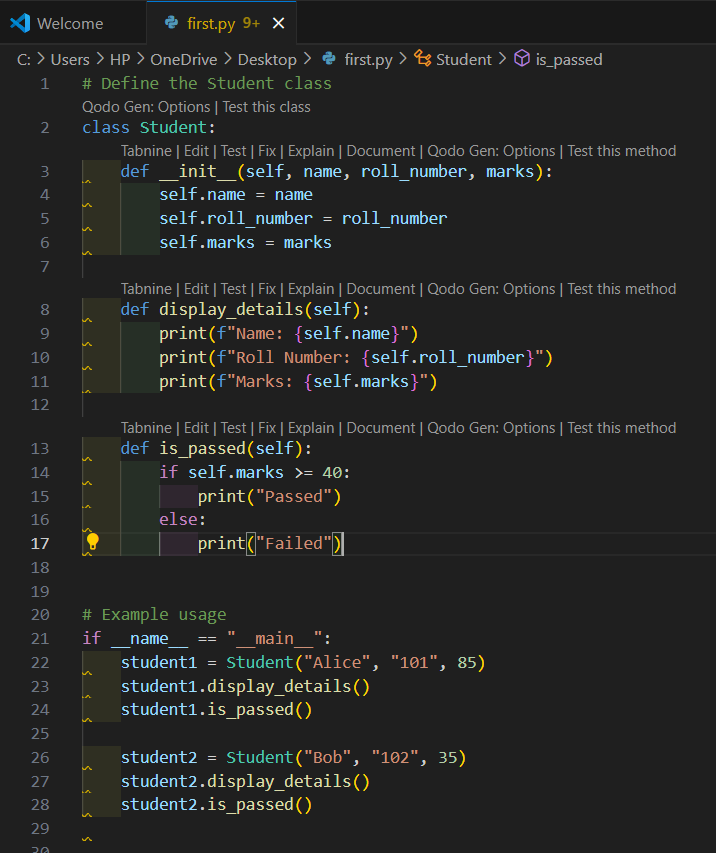 Welcome
first.py 9+ ×
C: > Users > HP > OneDrive > Desktop > first.py > Student > is_passed
1 # Define the Student class
Qodo Gen: Options | Test this class
2 class Student:
Tabnine | Edit | Test | Fix | Explain | Document | Qodo Gen: Options | Test this method
3     def __init__(self, name, roll_number, marks):
4         self.name = name
5         self.roll_number = roll_number
6         self.marks = marks
7
Tabnine | Edit | Test | Fix | Explain | Document | Qodo Gen: Options | Test this method
8     def display_details(self):
9         print(f"Name: {self.name}")
10         print(f"Roll Number: {self.roll_number}")
11         print(f"Marks: {self.marks}")
12
Tabnine | Edit | Test | Fix | Explain | Document | Qodo Gen: Options | Test this method
13     def is_passed(self):
14         if self.marks >= 40:
15             print("Passed")
16         else:
17             print("Failed")
18
19
20 # Example usage
21 if __name__ == "__main__":
22     student1 = Student("Alice", "101", 85)
23     student1.display_details()
24     student1.is_passed()
25
26     student2 = Student("Bob", "102", 35)
27     student2.display_details()
28     student2.is_passed()
29
30